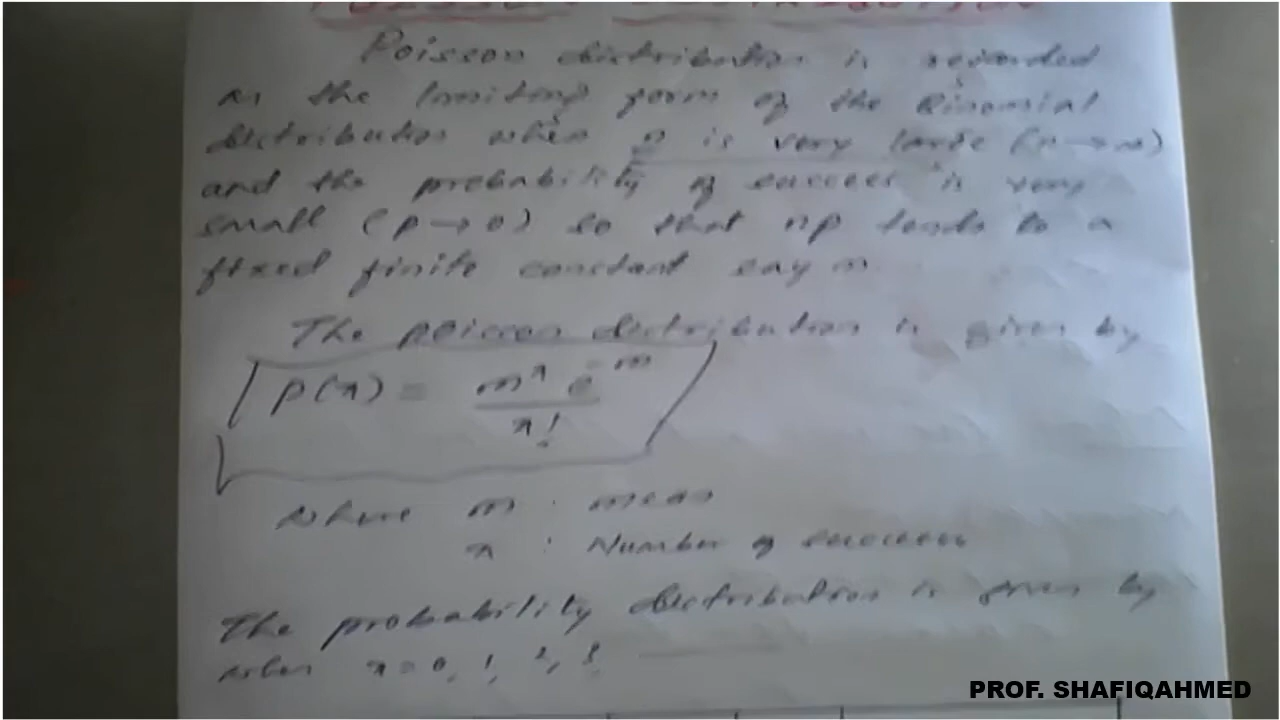 Poisson distribution
Poisson distribution is regarded
as the limiting form of the Binomial
distribution when n is very large (n→∞)
and the probability of success is very
small (p→0) so that np tends to a
fixed finite constant say m.
The poisson distribution is given by
p(x) = m^x e^-m / x!
where m : mean
x : Number of success
The probability distribution is given by
when x = 0, 1, 2, 3
PROF. SHAFIQAHMED